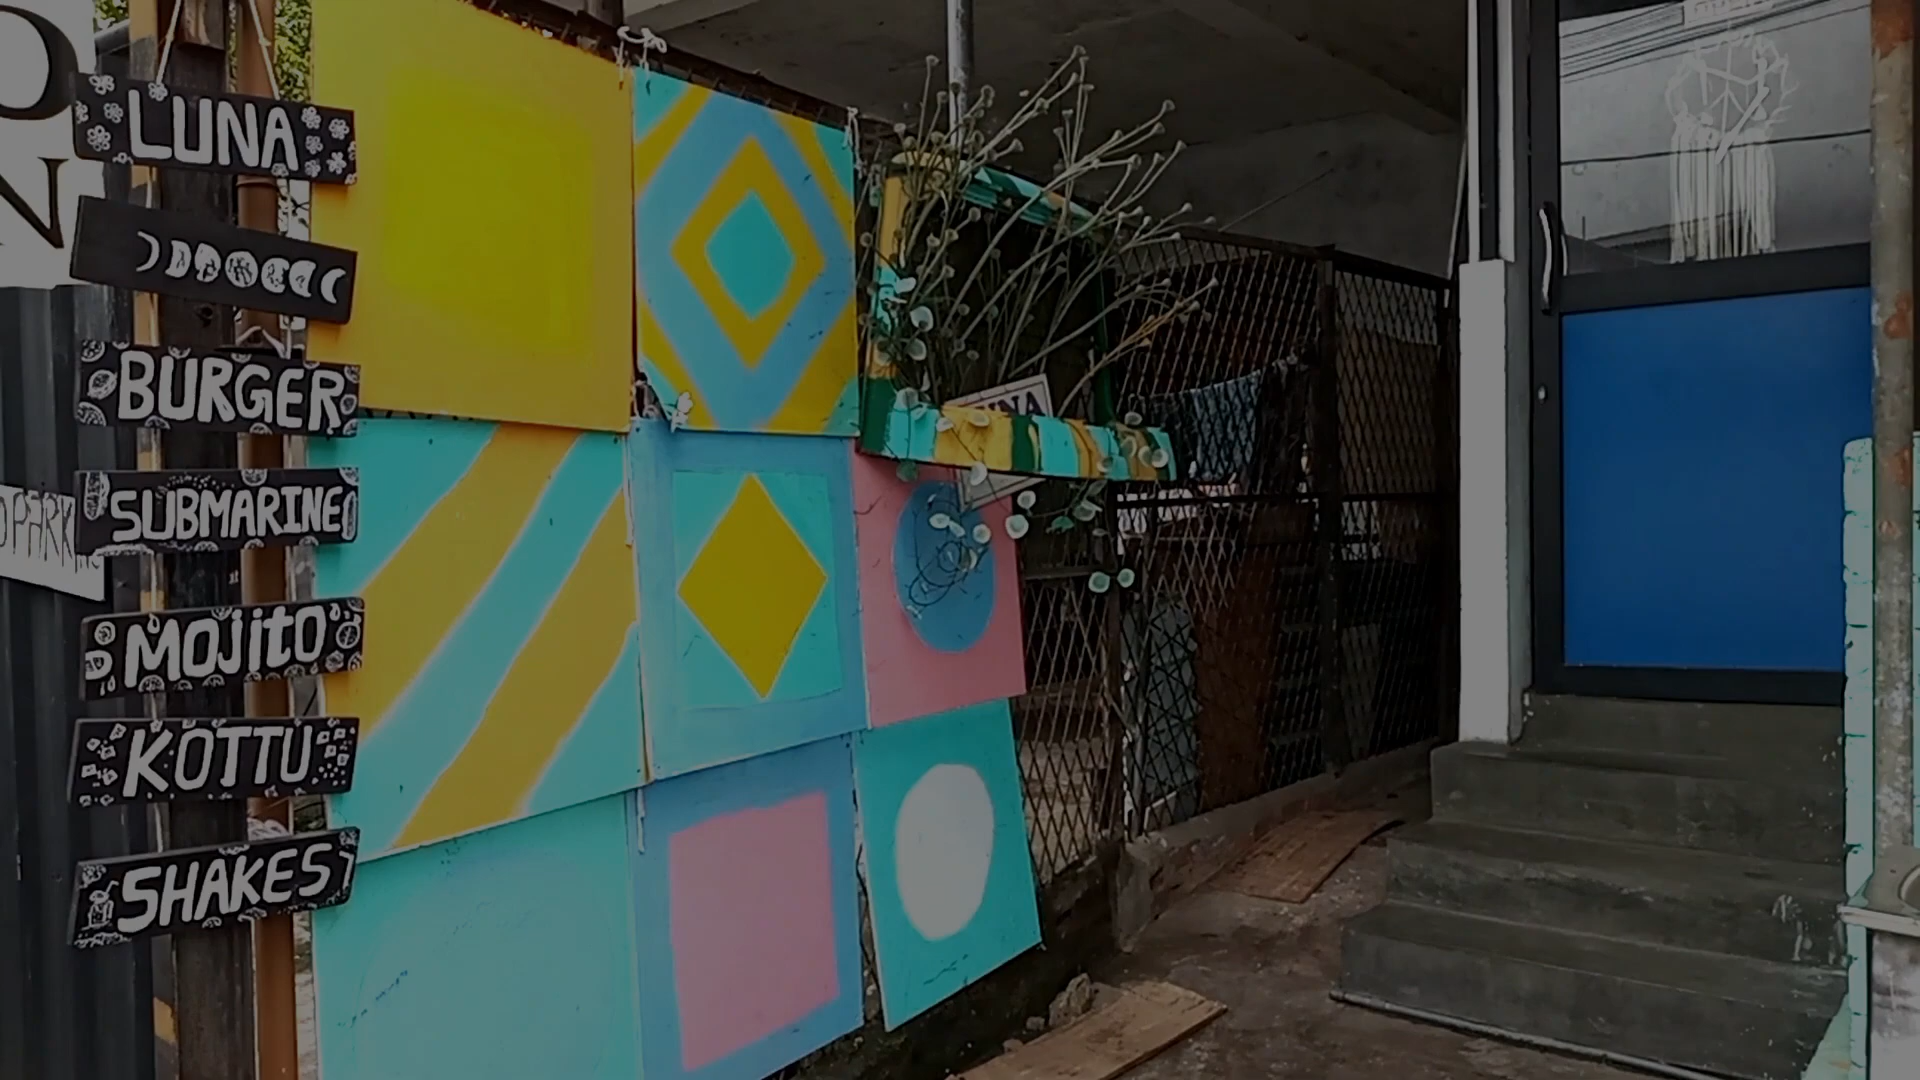 LUNA
BURGER
SUBMARINE
MOJITO
KOTTU
SHAKES